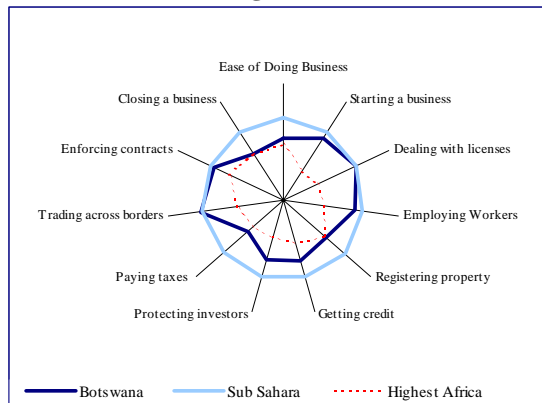 Ease of Doing Business
Closing a business
Starting a business
Enforcing contracts
Dealing with licenses
Trading across borders
Employing Workers
Paying taxes
Registering property
Protecting investors
Getting credit
Botswana
Sub Sahara
Highest Africa